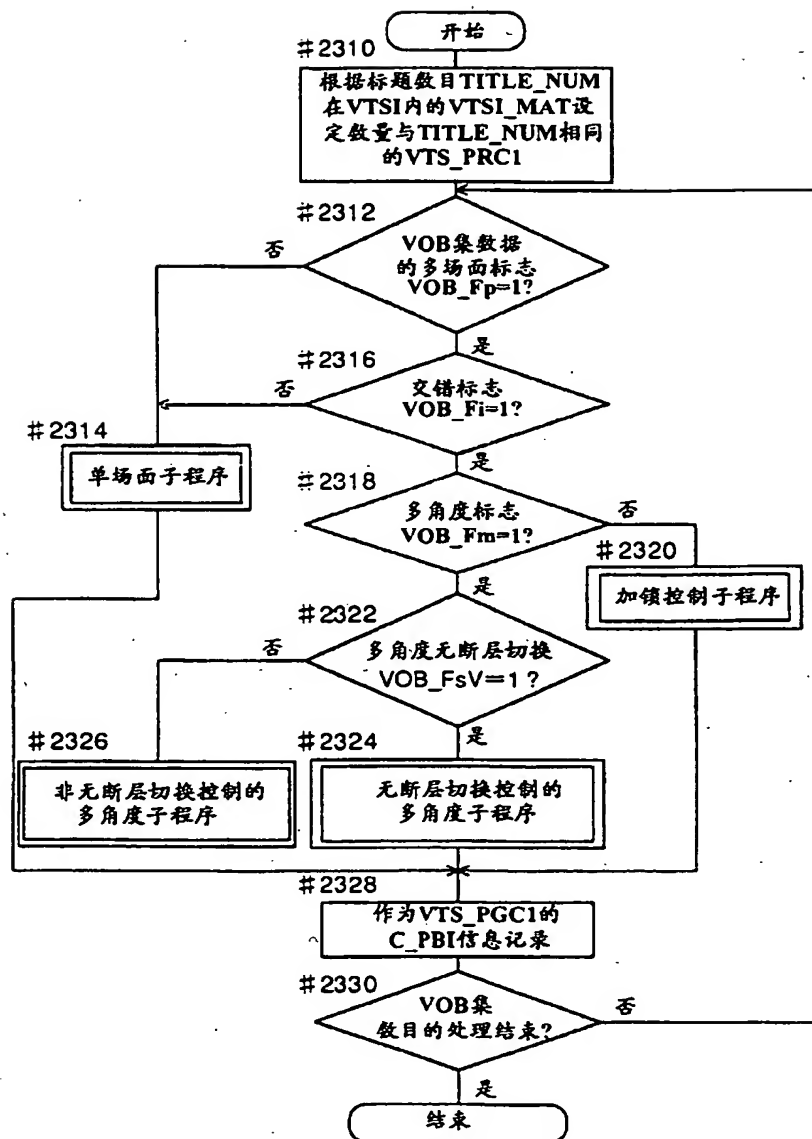 开始
#2310
根据标题数目TITLE_NUM
在VTSI内的VTSI_MAT设
定数量与TITLE_NUM相同
的VTS_PRC1
#2312
否
VOB集数据
的多场面标志
VOB_Fp=1?
是
#2316
否
交错标志
VOB_Fi=1?
#2314
单场面子程序
是
#2318
多角度标志
VOB_Fm=1?
否
#2320
加锁控制子程序
是
#2322
否
多角度无断层切换
VOB_FsV=1?
是
#2326
非无断层切换控制的
多角度子程序
#2324
无断层切换控制的
多角度子程序
#2328
作为VTS_PGC1的
C_PBI信息记录
#2330
VOB集
数目的处理结束?
否
是
结束